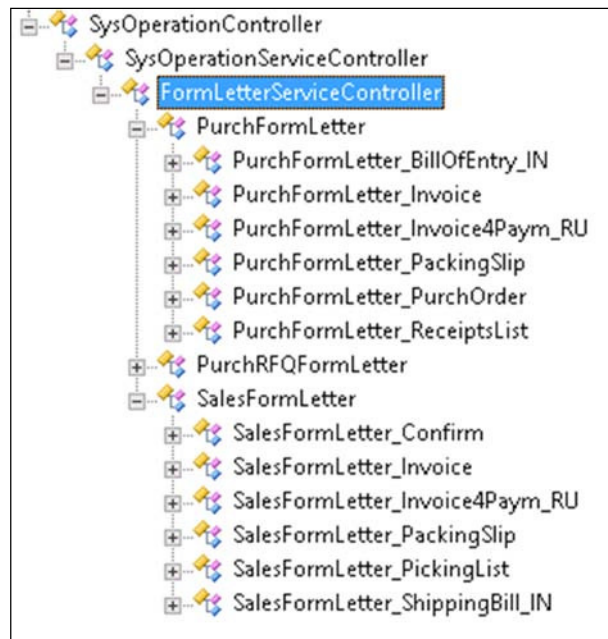 SysOperationController
SysOperationServiceController
FormLetterServiceController
PurchFormLetter
PurchFormLetter_BillOfEntry_IN
PurchFormLetter_Invoice
PurchFormLetter_Invoice4Paym_RU
PurchFormLetter_PackingSlip
PurchFormLetter_PurchOrder
PurchFormLetter_ReceiptsList
PurchRFQFormLetter
SalesFormLetter
SalesFormLetter_Confirm
SalesFormLetter_Invoice
SalesFormLetter_Invoice4Paym_RU
SalesFormLetter_PackingSlip
SalesFormLetter_PickingList
SalesFormLetter_ShippingBill_IN